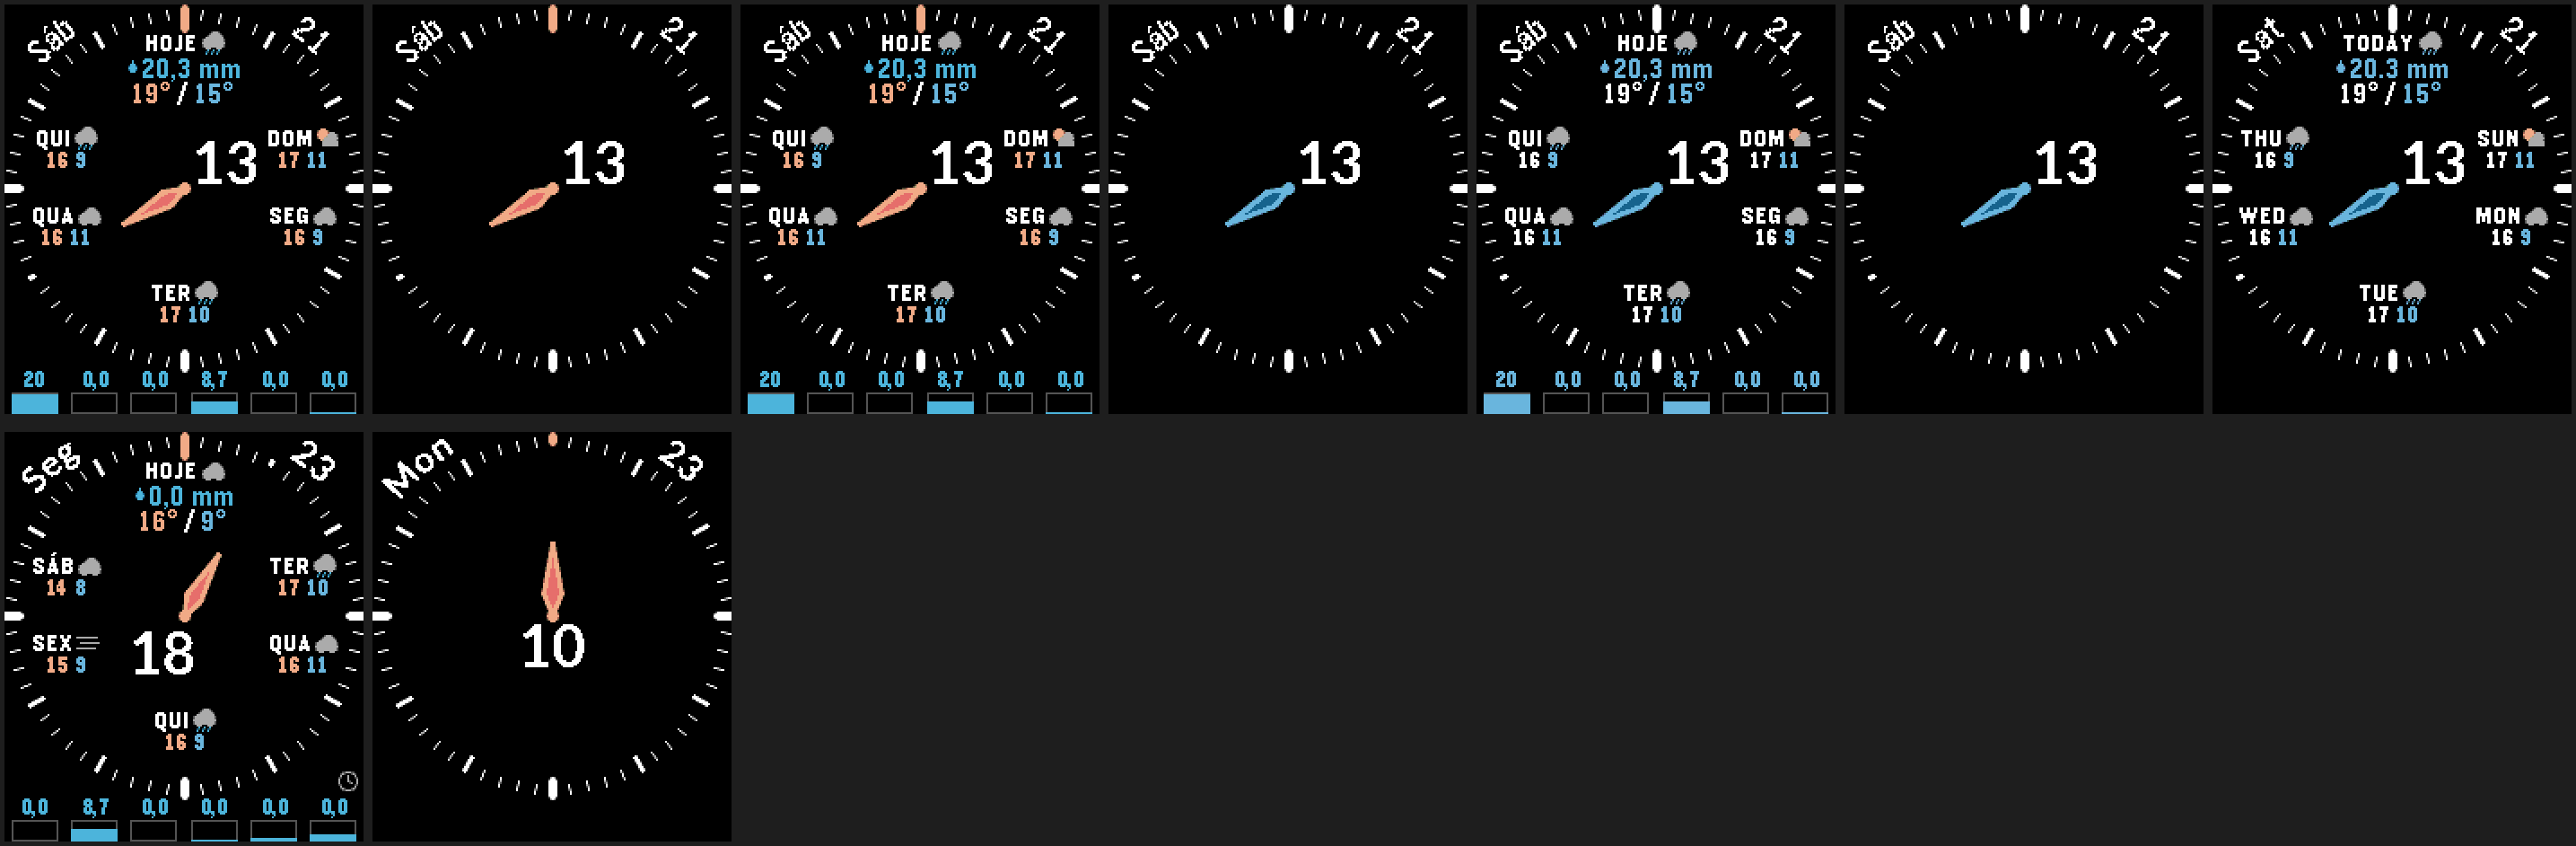 Sáb 21
HOJE
20,3 mm
19°/15°
QUI
16 9
DOM
17 11
13
QUA
16 11
SEG
16 9
TER
17 10
20 0,0 0,0 8,7 0,0 0,0
Sáb 21
13
Sáb 21
HOJE
20,3 mm
19°/15°
QUI
16 9
DOM
17 11
13
QUA
16 11
SEG
16 9
TER
17 10
20 0,0 0,0 8,7 0,0 0,0
Sáb 21
13
Sáb 21
HOJE
20,3 mm
19°/15°
QUI
16 9
DOM
17 11
13
QUA
16 11
SEG
16 9
TER
17 10
20 0,0 0,0 8,7 0,0 0,0
Sáb 21
13
Sat 21
TODAY
20.3 mm
19°/15°
THU
16 9
SUN
17 11
13
WED
16 11
MON
16 9
TUE
17 10
Seg 23
HOJE
0,0 mm
16°/9°
SÁB
14 8
TER
17 10
SEX
15 9
18
QUA
16 11
QUI
16 9
0,0 8,7 0,0 0,0 0,0 0,0
Mon 23
10